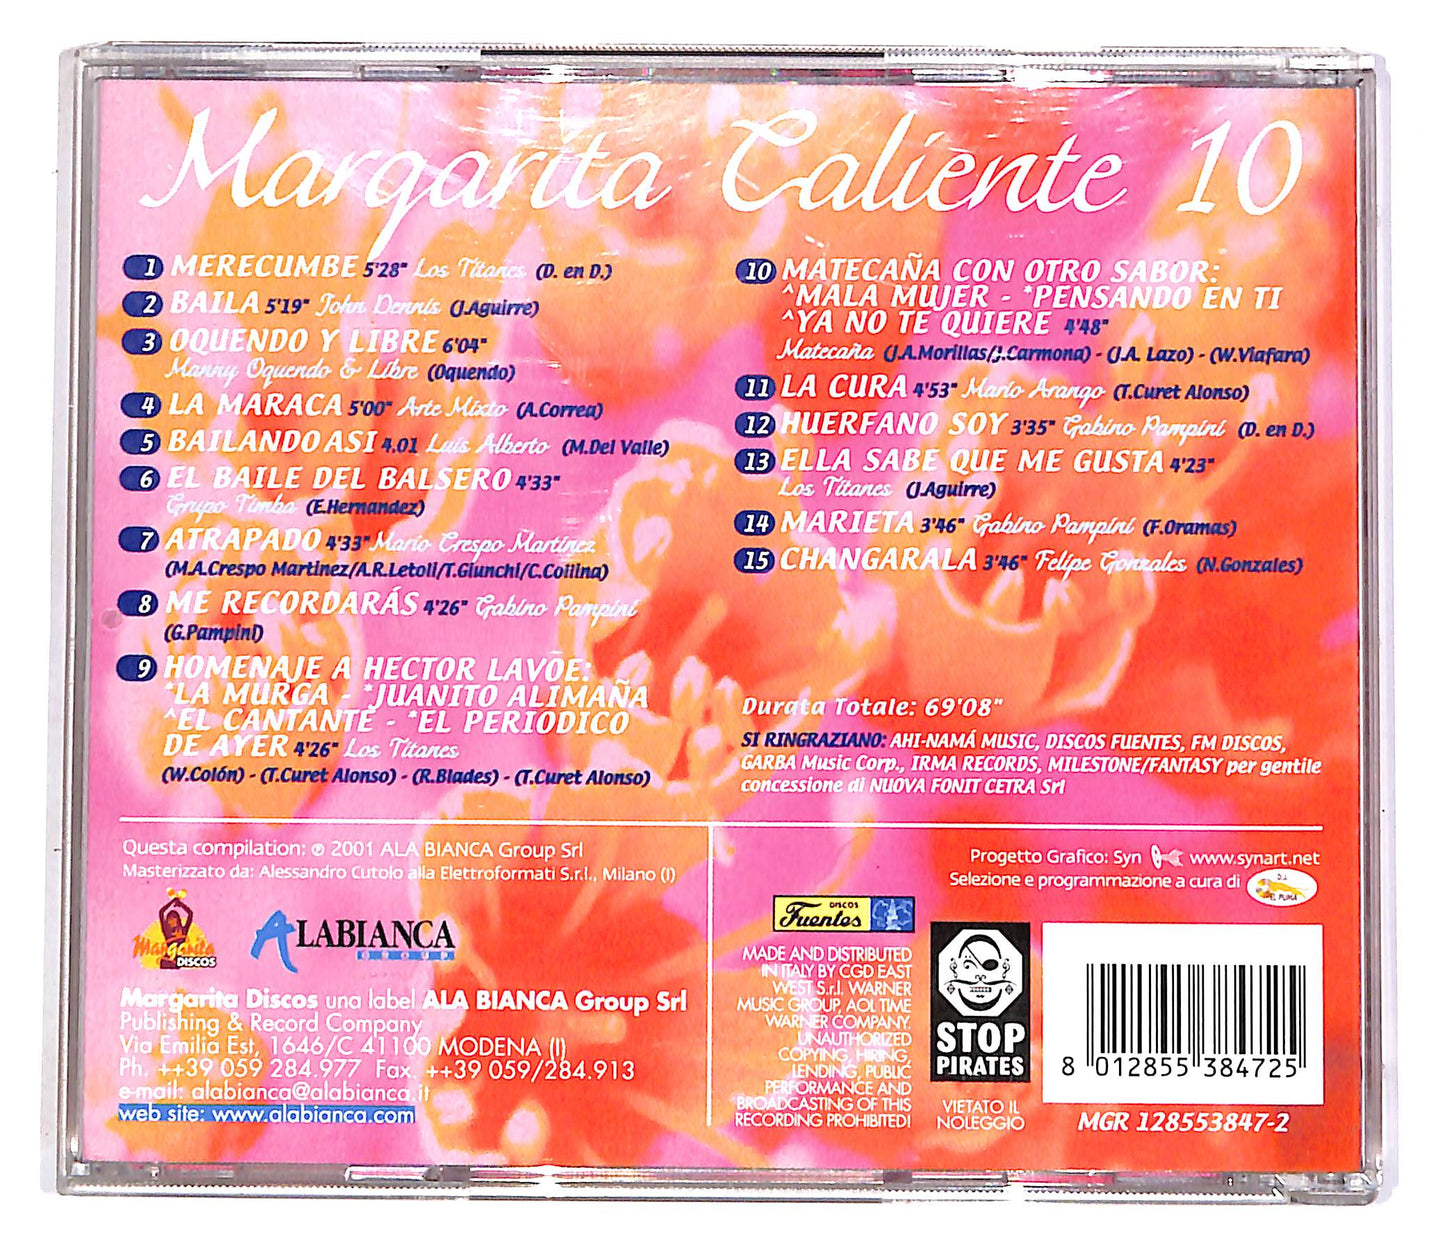 Margarita Caliente 10
1 MERECUMBE 5'28" Los Titanes (D. en D.)
2 BAILA 5'19" John Dennis (J.Aguirre)
3 OQUENDO Y LIBRE 6'04"
Manny Oquendo & Libre (Oquendo)
4 LA MARACA 5'00" Arte Mixto (A.Correa)
5 BAILANDO ASI 4.01 Luis Alberto (M.Del Valle)
6 EL BAILE DEL BALSERO 4'33"
Grupo Timba (E.Hernandez)
7 ATRAPADO 4'33" Mario Crespo Martinez
(M.A.Crespo Martinez/A.R.Letoli/T.Giunchi/C.Collina)
8 ME RECORDARÁS 4'26" Gabino Pampini
(G.Pampini)
9 HOMENAJE A HECTOR LAVÖE:
*LA MURGA - *JUANITO ALIMAÑA
^EL CANTANTE - *EL PERIODICO
DE AYER 4'26" Los Titanes
(W.Colón) - (T.Curet Alonso) - (R.Blades) - (T.Curet Alonso)
10 MATECAÑA CON OTRO SABOR:
^MALA MUJER - *PENSANDO EN TI
^YA NO TE QUIERE 4'48"
Matecaña (J.A.Morillas/J.Carmona) - (J.A. Lazo) - (W.Viafara)
11 LA CURA 4'53" Mario Arango (T.Curet Alonso)
12 HUERFANO SOY 3'35" Gabino Pampini (D. en D.)
13 ELLA SABE QUE ME GUSTA 4'23"
Los Titanes (J.Aguirre)
14 MARIETA 3'46" Gabino Pampini (F.Oramas)
15 CHANGARALA 3'46" Felipe Gonzales (N.Gonzales)
Durata Totale: 69'08"
SI RINGRAZIANO: AHI-NAMÁ MUSIC, DISCOS FUENTES, FM DISCOS,
GARBA Music Corp., IRMA RECORDS, MILESTONE/FANTASY per gentile
concessione di NUOVA FONIT CETRA Srl
Questa compilation: ℗ 2001 ALA BIANCA Group Srl
Masterizzato da: Alessandro Cutolo alla Elettroformati S.r.l., Milano (I)
Margarita
DISCOS
ALABIANCA
GROUP
Margarita Discos una label ALA BIANCA Group Srl
Publishing & Record Company
Via Emilia Est, 1646/C 41100 MODENA (I)
Ph. ++39 059 284.977 Fax. ++39 059/284.913
e-mail: alabianca@alabianca.it
web site: www.alabianca.com
Progetto Grafico: Syn www.synart.net
Selezione e programmazione a cura di D.J. EL PUMA
DISCOS
Fuentes
MADE AND DISTRIBUTED
IN ITALY BY CGD EAST
WEST S.r.l. WARNER
MUSIC GROUP, AOL TIME
WARNER COMPANY.
UNAUTHORIZED
COPYING, HIRING,
LENDING, PUBLIC
PERFORMANCE AND
BROADCASTING OF THIS
RECORDING PROHIBITED!
STOP
PIRATES
VIETATO IL
NOLEGGIO
8 012855 384725
MGR 128553847-2